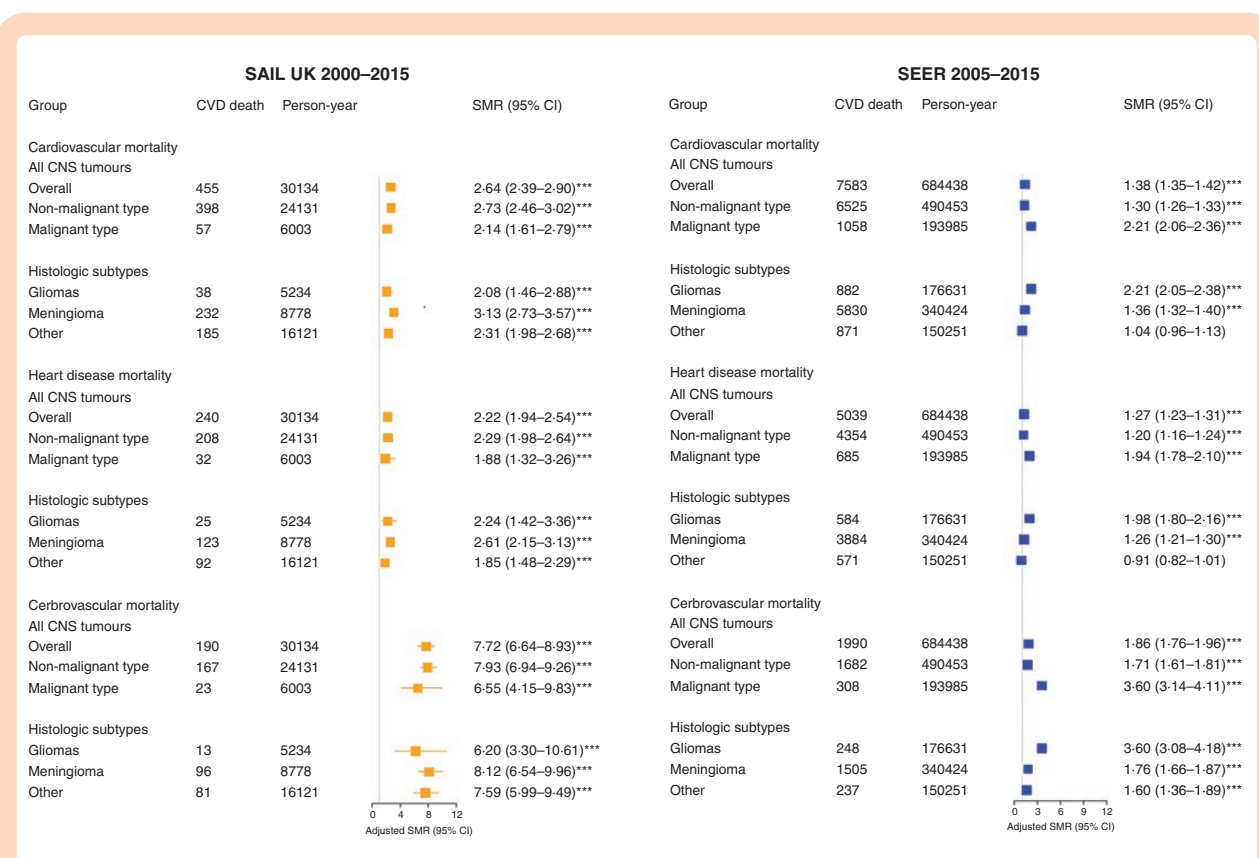 SAIL UK 2000–2015
Group CVD death Person-year SMR (95% CI)
Cardiovascular mortality
All CNS tumours
Overall 455 30134 2·64 (2·39–2·90)***
Non-malignant type 398 24131 2·73 (2·46–3·02)***
Malignant type 57 6003 2·14 (1·61–2·79)***
Histologic subtypes
Gliomas 38 5234 2·08 (1·46–2·88)***
Meningioma 232 8778 3·13 (2·73–3·57)***
Other 185 16121 2·31 (1·98–2·68)***
Heart disease mortality
All CNS tumours
Overall 240 30134 2·22 (1·94–2·54)***
Non-malignant type 208 24131 2·29 (1·98–2·64)***
Malignant type 32 6003 1·88 (1·32–3·26)***
Histologic subtypes
Gliomas 25 5234 2·24 (1·42–3·36)***
Meningioma 123 8778 2·61 (2·15–3·13)***
Other 92 16121 1·85 (1·48–2·29)***
Cerbrovascular mortality
All CNS tumours
Overall 190 30134 7·72 (6·64–8·93)***
Non-malignant type 167 24131 7·93 (6·94–9·26)***
Malignant type 23 6003 6·55 (4·15–9·83)***
Histologic subtypes
Gliomas 13 5234 6·20 (3·30–10·61)***
Meningioma 96 8778 8·12 (6·54–9·96)***
Other 81 16121 7·59 (5·99–9·49)***
0 4 8 12
Adjusted SMR (95% CI)
SEER 2005–2015
Group CVD death Person-year SMR (95% CI)
Cardiovascular mortality
All CNS tumours
Overall 7583 684438 1·38 (1·35–1·42)***
Non-malignant type 6525 490453 1·30 (1·26–1·33)***
Malignant type 1058 193985 2·21 (2·06–2·36)***
Histologic subtypes
Gliomas 882 176631 2·21 (2·05–2·38)***
Meningioma 5830 340424 1·36 (1·32–1·40)***
Other 871 150251 1·04 (0·96–1·13)
Heart disease mortality
All CNS tumours
Overall 5039 684438 1·27 (1·23–1·31)***
Non-malignant type 4354 490453 1·20 (1·16–1·24)***
Malignant type 685 193985 1·94 (1·78–2·10)***
Histologic subtypes
Gliomas 584 176631 1·98 (1·80–2·16)***
Meningioma 3884 340424 1·26 (1·21–1·30)***
Other 571 150251 0·91 (0·82–1·01)
Cerbrovascular mortality
All CNS tumours
Overall 1990 684438 1·86 (1·76–1·96)***
Non-malignant type 1682 490453 1·71 (1·61–1·81)***
Malignant type 308 193985 3·60 (3·14–4·11)***
Histologic subtypes
Gliomas 248 176631 3·60 (3·08–4·18)***
Meningioma 1505 340424 1·76 (1·66–1·87)***
Other 237 150251 1·60 (1·36–1·89)***
0 3 6 9 12
Adjusted SMR (95% CI)